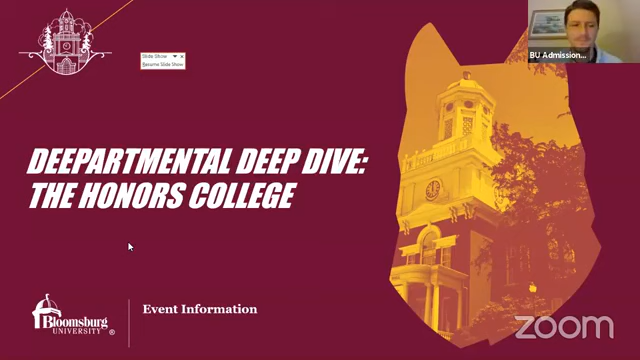 Slide Show
Resume Slide Show
BU Admission...
DEEPARTMENTAL DEEP DIVE:
THE HONORS COLLEGE
Bloomsburg
UNIVERSITY®
Event Information
zoom